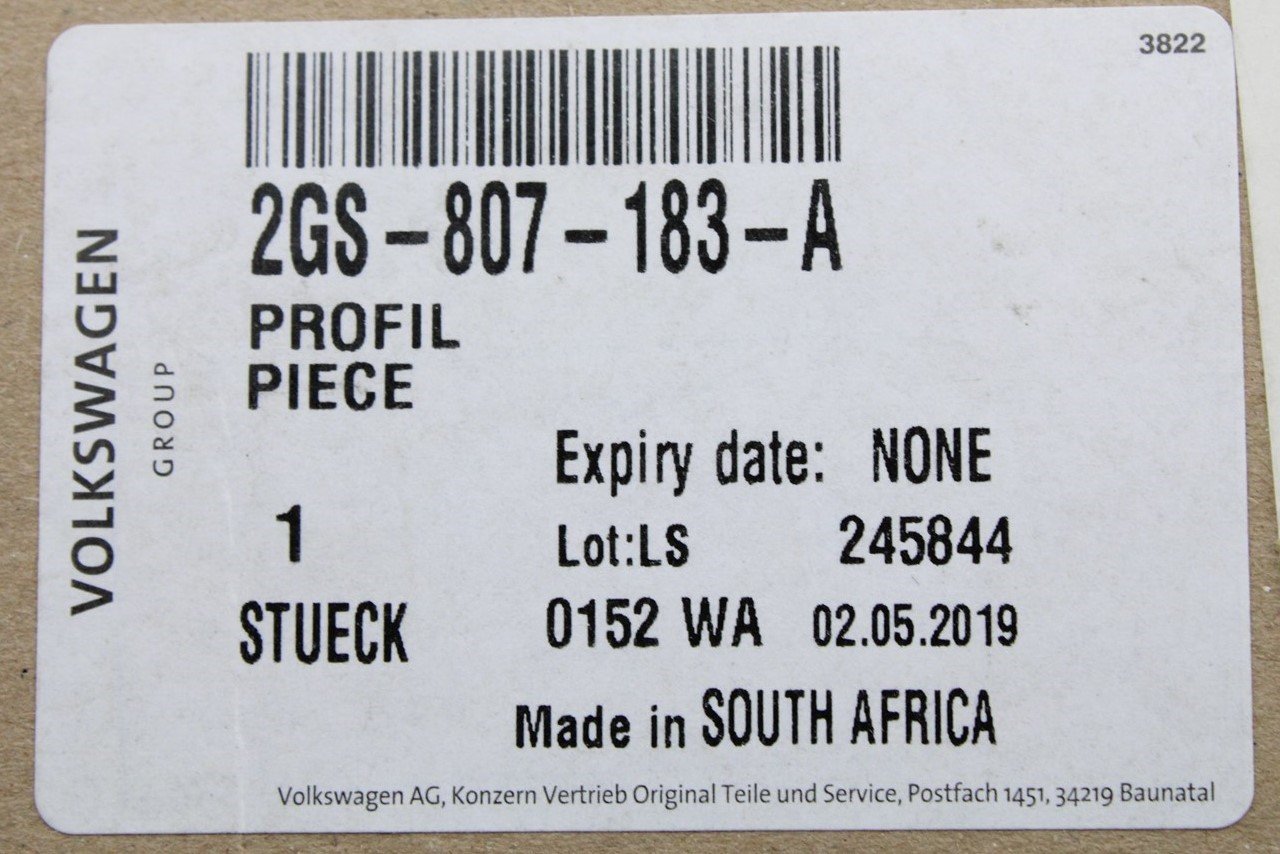 3822
2GS-807-183-A
PROFIL
PIECE
VOLKSWAGEN
GROUP
Expiry date: NONE
1 Lot:LS 245844
STUECK 0152 WA 02.05.2019
Made in SOUTH AFRICA
Volkswagen AG, Konzern Vertrieb Original Teile und Service, Postfach 1451, 34219 Baunatal